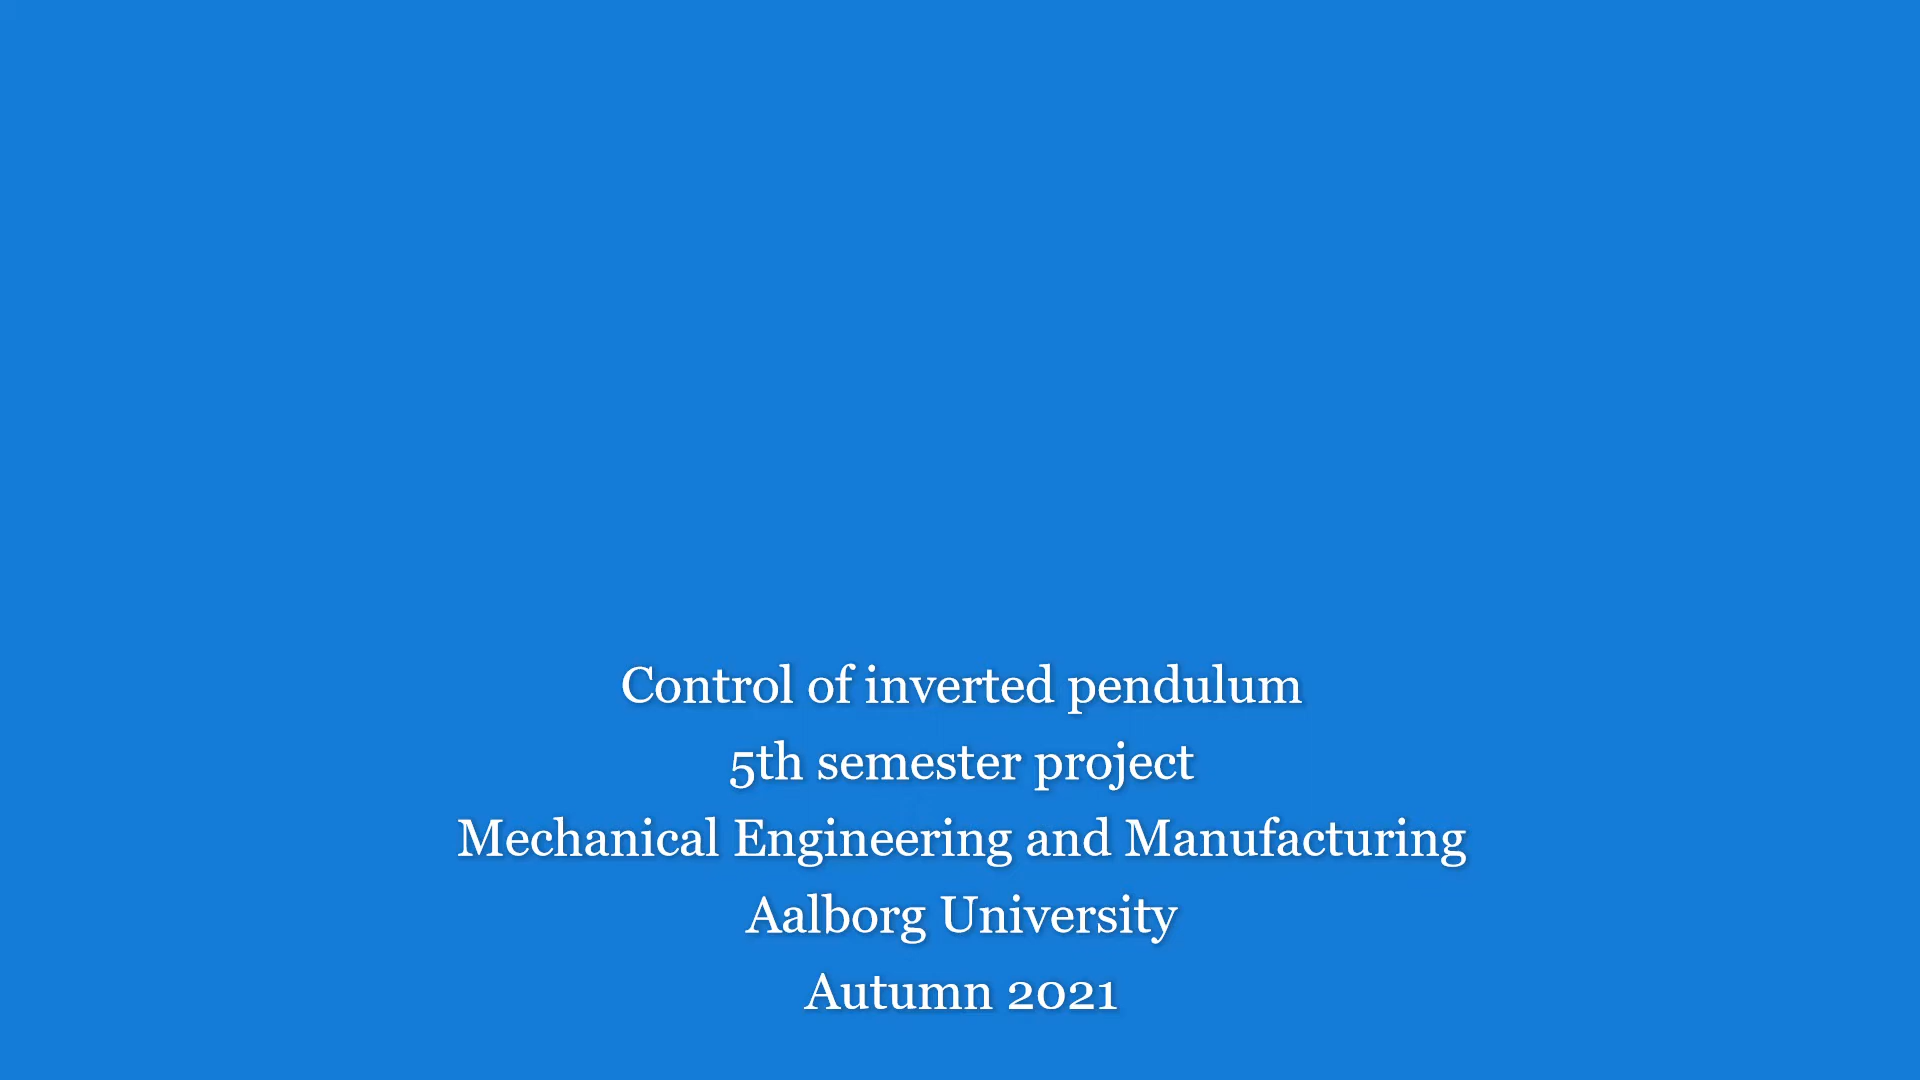 Control of inverted pendulum
5th semester project
Mechanical Engineering and Manufacturing
Aalborg University
Autumn 2021